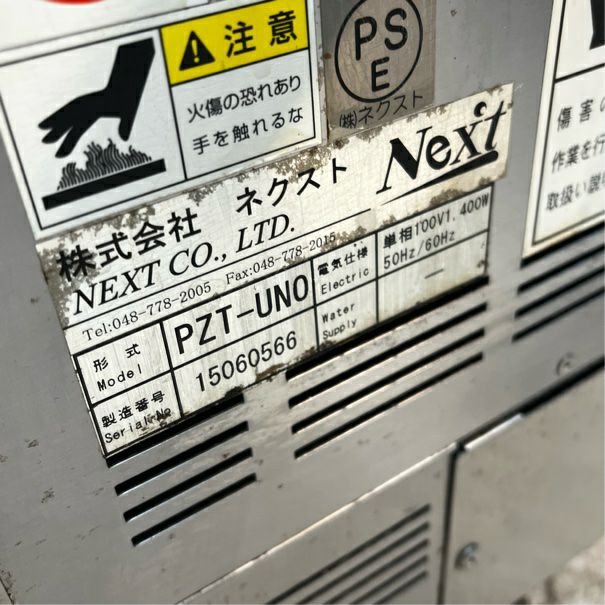 注意
火傷の恐れあり
手を触れるな
PS
E
(株)ネクスト
株式会社 ネクスト Next
NEXT CO., LTD.
Tel:048-778-2005 Fax:048-778-2015
形式 Model PZT-UNO
電気仕様 Electric 単相100V1.400W
50Hz/60Hz
製造番号 Serial No 15060566
Water Supply —
傷害の
作業を行
取扱い説